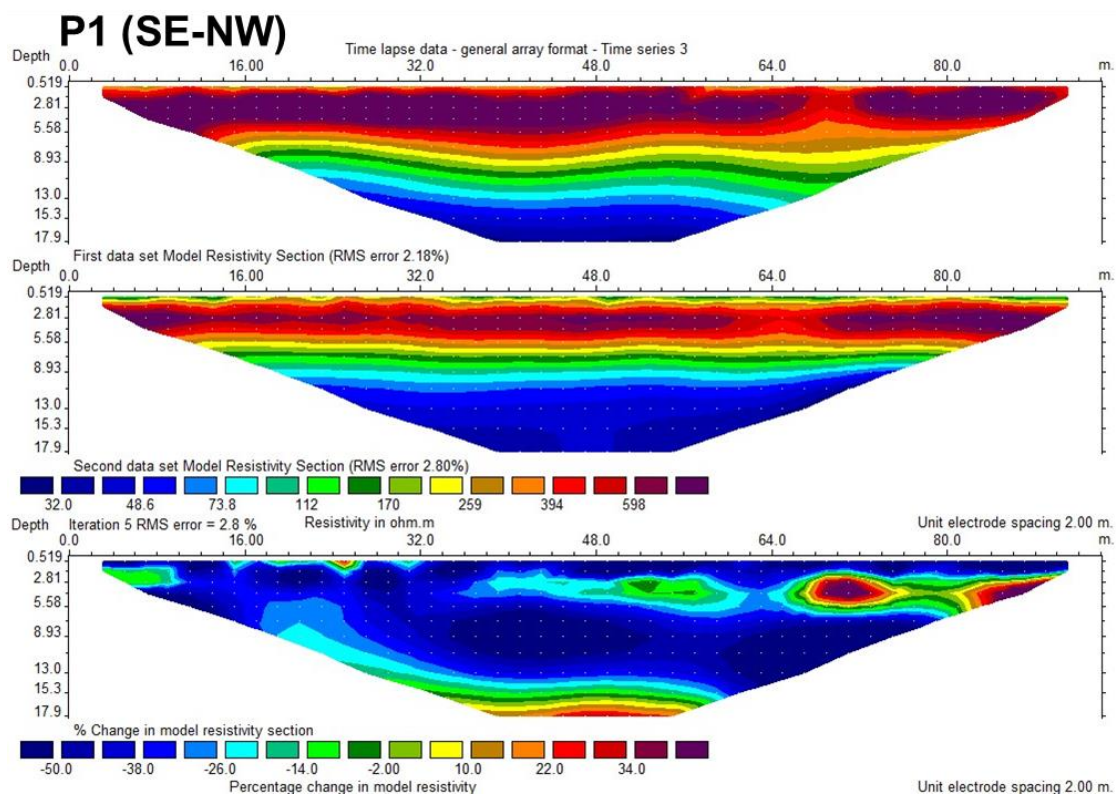 P1 (SE-NW)
Time lapse data - general array format - Time series 3
Depth
0.0 16.00 32.0 48.0 64.0 80.0 m.
0.519
2.81
5.58
8.93
13.0
15.3
17.9
First data set Model Resistivity Section (RMS error 2.18%)
Depth
0.0 16.00 32.0 48.0 64.0 80.0 m.
0.519
2.81
5.58
8.93
13.0
15.3
17.9
Second data set Model Resistivity Section (RMS error 2.80%)
32.0 48.6 73.8 112 170 259 394 598
Depth Iteration 5 RMS error = 2.8 % Resistivity in ohm.m Unit electrode spacing 2.00 m.
0.0 16.00 32.0 48.0 64.0 80.0 m.
0.519
2.81
5.58
8.93
13.0
15.3
17.9
% Change in model resistivity section
-50.0 -38.0 -26.0 -14.0 -2.00 10.0 22.0 34.0
Percentage change in model resistivity Unit electrode spacing 2.00 m.